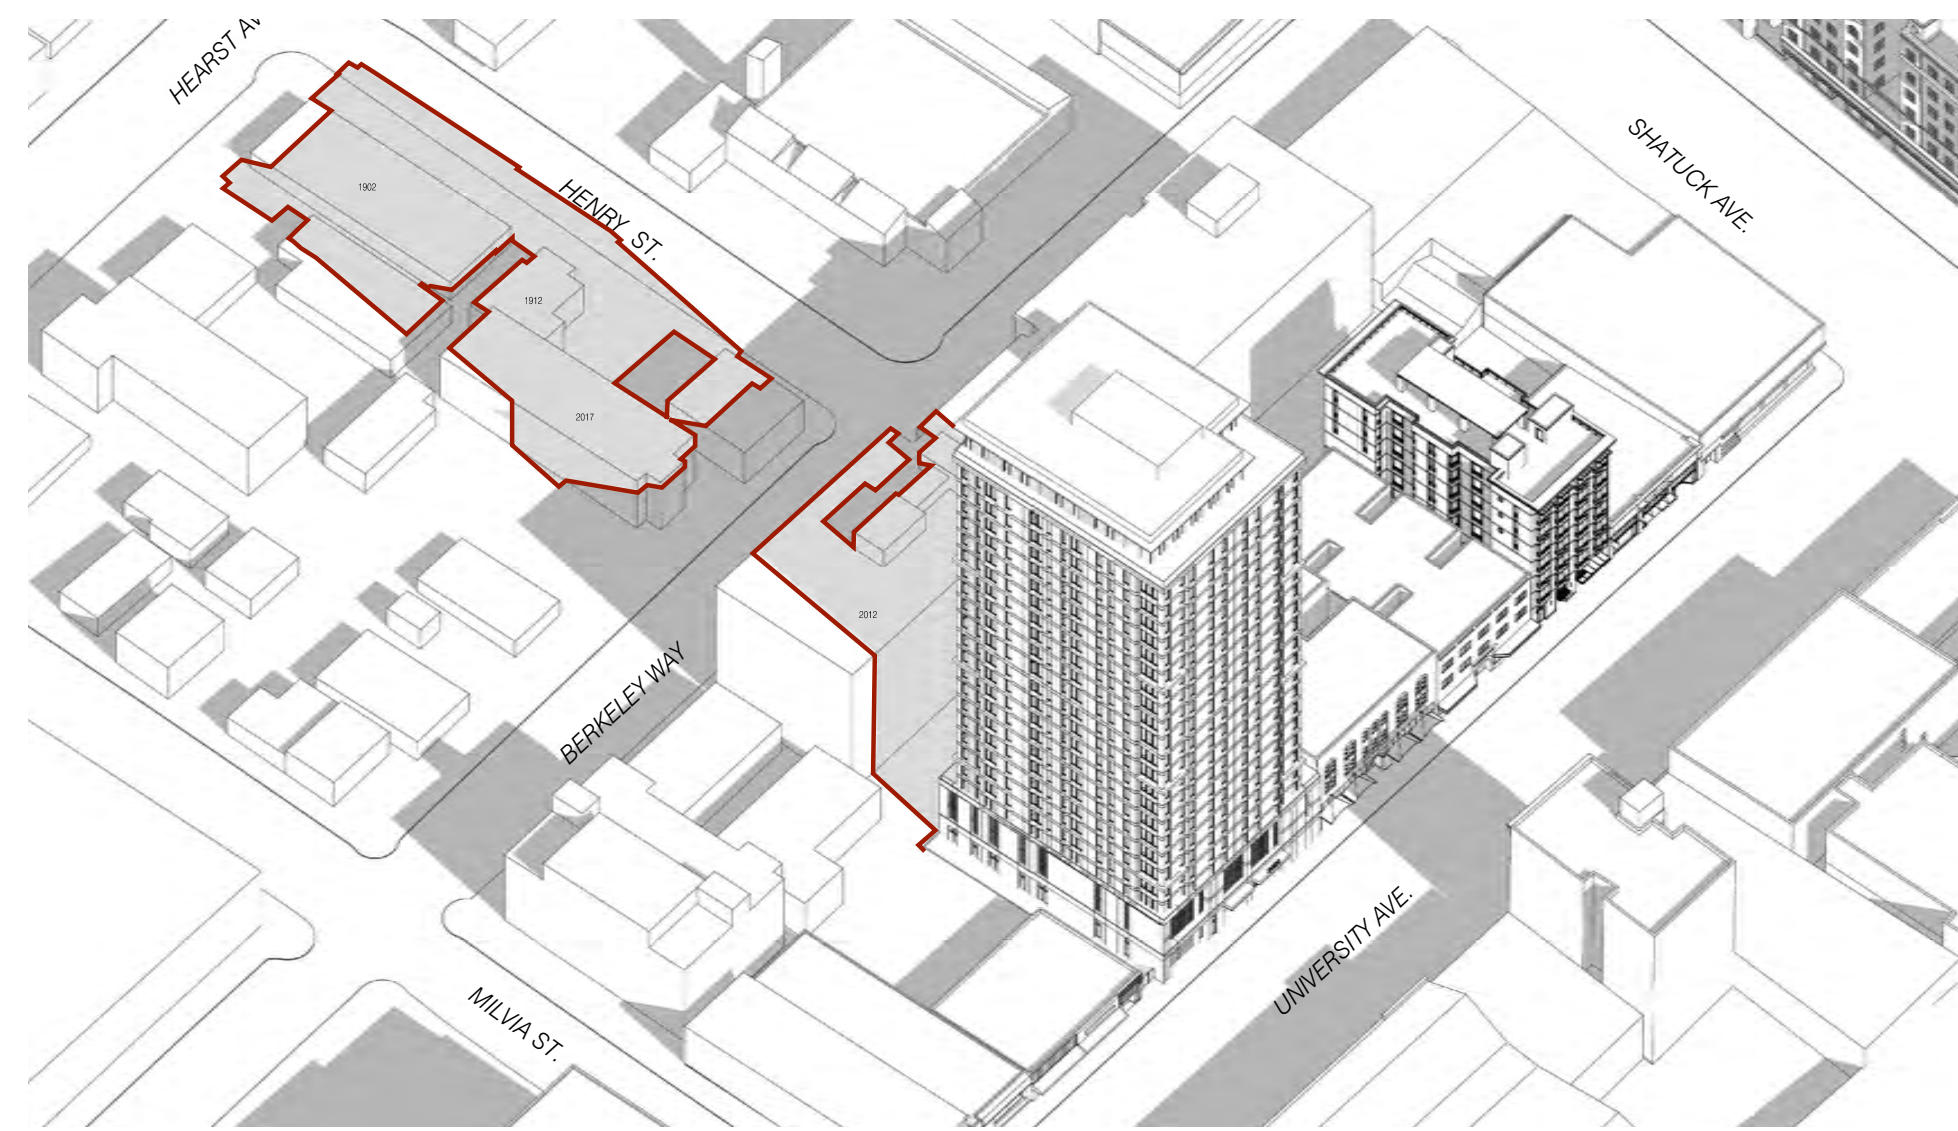 HEARST AV
SHATUCK AVE.
1902
HENRY ST.
1912
2017
2012
BERKELEY WAY
UNIVERSITY AVE.
MILVIA ST.